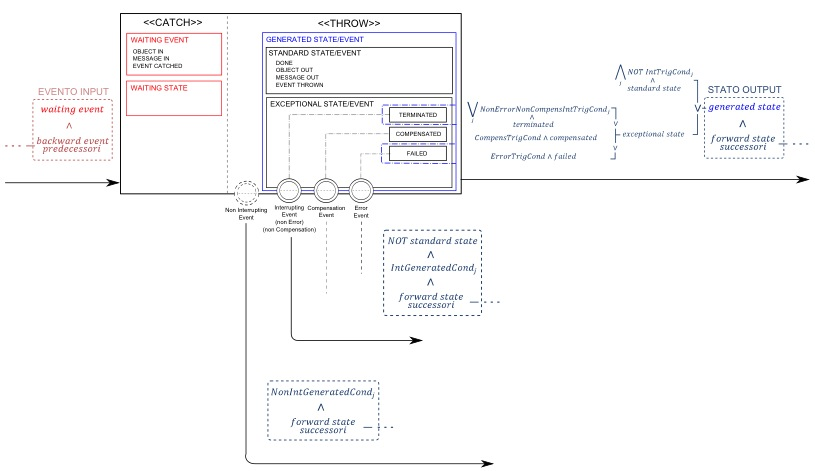 <<CATCH>>
<<THROW>>
WAITING EVENT
OBJECT IN
MESSAGE IN
EVENT CATCHED
WAITING STATE
GENERATED STATE/EVENT
STANDARD STATE/EVENT
DONE
OBJECT OUT
MESSAGE OUT
EVENT THROWN
EXCEPTIONAL STATE/EVENT
TERMINATED
COMPENSATED
FAILED
EVENTO INPUT
waiting event
∧
backward event
predecessori
Non Interrupting
Event
Interrupting
Event
(non Error)
(non Compensation)
Compensation
Event
Error
Event
⋁j NonErrorNonCompensIntTrigCondj
∧
terminated
CompensTrigCond ∧ compensated
ErrorTrigCond ∧ failed
∨
∨
exceptional state
⋀j NOT IntTrigCondj
∧
standard state
∨
STATO OUTPUT
generated state
∧
forward state
successori
NOT standard state
∧
IntGeneratedCondj
∧
forward state
successori
NonIntGeneratedCondj
∧
forward state
successori